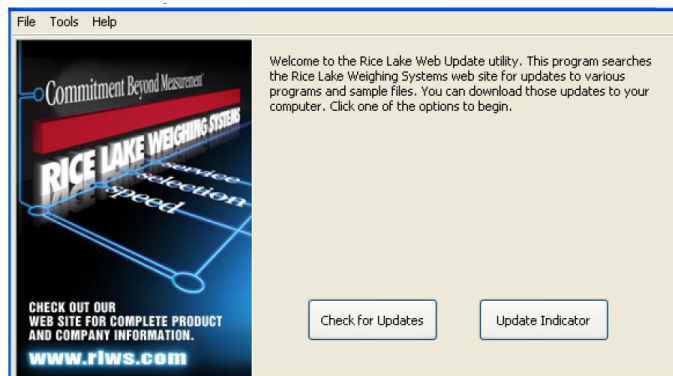 File Tools Help
Commitment Beyond Measurement
RICE LAKE WEIGHING SYSTEMS
service
selection
speed
CHECK OUT OUR
WEB SITE FOR COMPLETE PRODUCT
AND COMPANY INFORMATION.
www.rlws.com
Welcome to the Rice Lake Web Update utility. This program searches
the Rice Lake Weighing Systems web site for updates to various
programs and sample files. You can download those updates to your
computer. Click one of the options to begin.
Check for Updates
Update Indicator